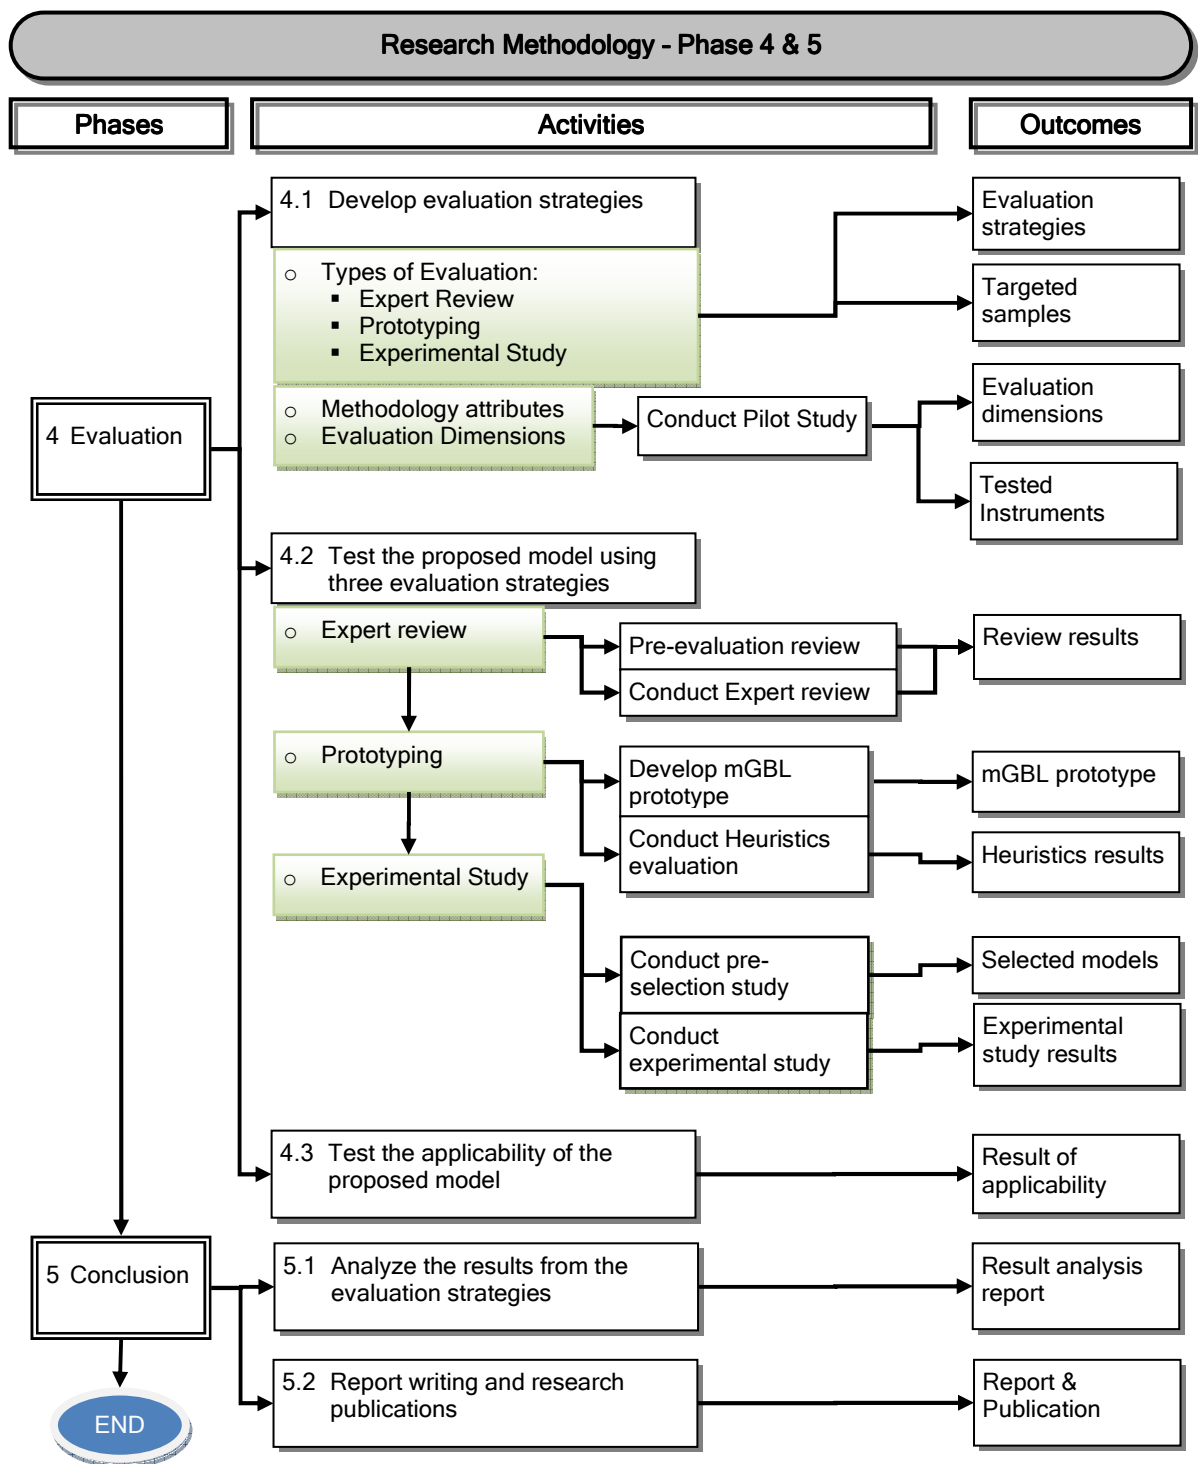 Research Methodology - Phase 4 & 5
Phases
Activities
Outcomes
4.1 Develop evaluation strategies
○ Types of Evaluation:
▪ Expert Review
▪ Prototyping
▪ Experimental Study
○ Methodology attributes
○ Evaluation Dimensions
Conduct Pilot Study
Evaluation
strategies
Targeted
samples
Evaluation
dimensions
Tested
Instruments
4 Evaluation
4.2 Test the proposed model using
three evaluation strategies
○ Expert review
Pre-evaluation review
Conduct Expert review
Review results
○ Prototyping
Develop mGBL
prototype
Conduct Heuristics
evaluation
mGBL prototype
Heuristics results
○ Experimental Study
Conduct pre-
selection study
Conduct
experimental study
Selected models
Experimental
study results
4.3 Test the applicability of the
proposed model
Result of
applicability
5 Conclusion
5.1 Analyze the results from the
evaluation strategies
Result analysis
report
5.2 Report writing and research
publications
Report &
Publication
END